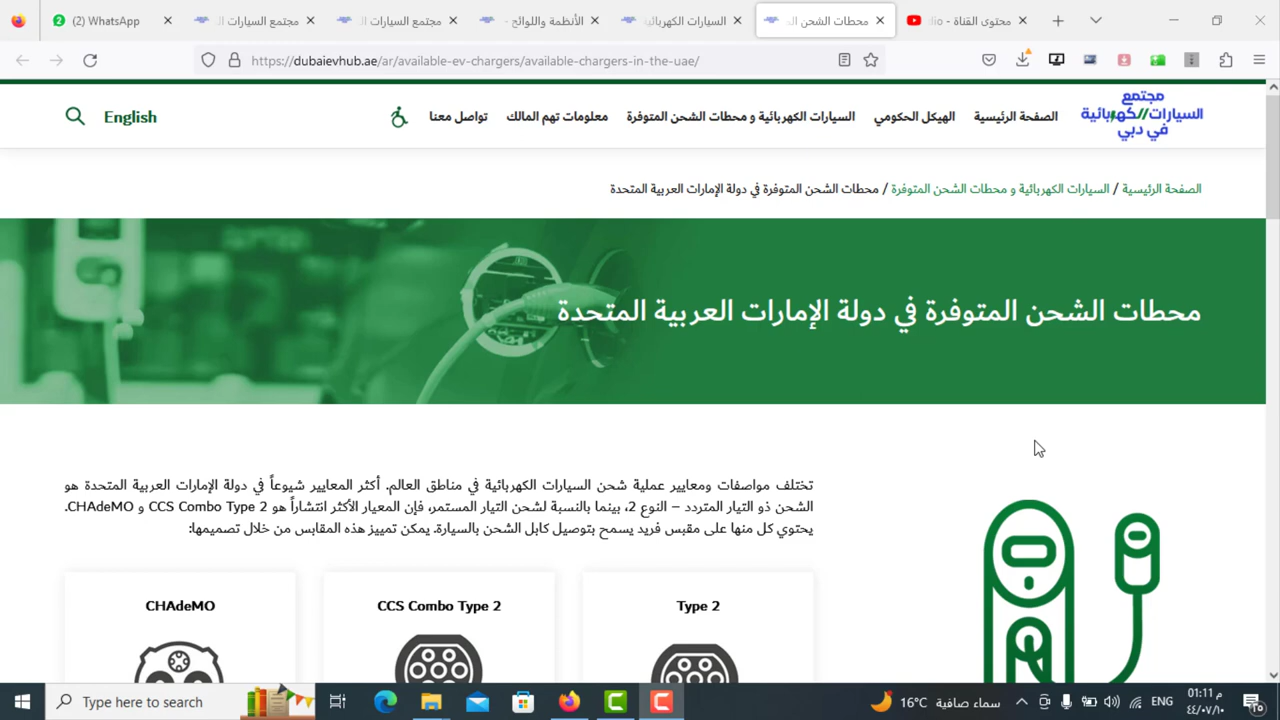 WhatsApp (2)
مجتمع السيارات ال
مجتمع السيارات ال
الأنظمة واللوائح -
السيارات الكهربائية
محطات الشحن الم
محتوى القناة - dio
https://dubaievhub.ae/ar/available-ev-chargers/available-chargers-in-the-uae/
مجتمع
السيارات//كهربائية
في دبي
الصفحة الرئيسية
الهيكل الحكومي
السيارات الكهربائية و محطات الشحن المتوفرة
معلومات تهم المالك
تواصل معنا
English
الصفحة الرئيسية / السيارات الكهربائية و محطات الشحن المتوفرة / محطات الشحن المتوفرة في دولة الإمارات العربية المتحدة
محطات الشحن المتوفرة في دولة الإمارات العربية المتحدة
تختلف مواصفات ومعايير عملية شحن السيارات الكهربائية في مناطق العالم. أكثر المعايير شيوعاً في دولة الإمارات العربية المتحدة هو
الشحن ذو التيار المتردد – النوع 2، بينما بالنسبة لشحن التيار المستمر، فإن المعيار الأكثر انتشاراً هو CCS Combo Type 2 و CHAdeMO.
يحتوي كل منها على مقبس فريد يسمح بتوصيل كابل الشحن بالسيارة. يمكن تمييز هذه المقابس من خلال تصميمها:
Type 2
CCS Combo Type 2
CHAdeMO
Type here to search
16°C سماء صافية
ENG
01:11 م
٤٤/٠٧/١٠